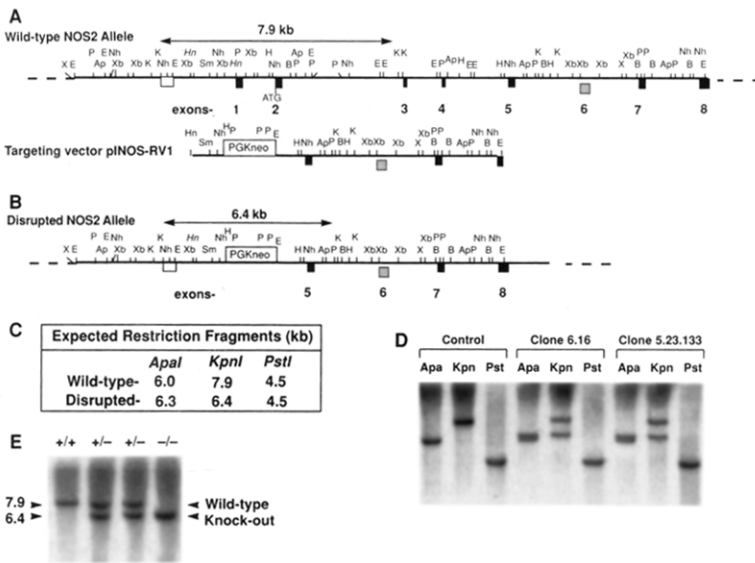 A
Wild-type NOS2 Allele
7.9 kb
P E Nh K Hn Nh P Xb H Ap E K K K K Xb PP Nh Nh
X E Ap Xb Xb K Nh E Xb Sm Xb Hn Nh B P P P Nh E E E P Ap H E E H Nh Ap P B H Xb Xb Xb X B B Ap P E
ATG
exons- 1 2 3 4 5 6 7 8
Targeting vector pINOS-RV1
Hn Nh H P P P E K K Xb PP Nh Nh
Sm PGKneo H Nh Ap P B H Xb Xb Xb X B B Ap P E
B
Disrupted NOS2 Allele
6.4 kb
P E Nh K Hn Nh H P P P E K K Xb PP Nh Nh
X E Ap Xb Xb K Nh E Xb Sm PGKneo H Nh Ap P B H Xb Xb Xb X B B Ap P E
exons- 5 6 7 8
C
Expected Restriction Fragments (kb)
ApaI KpnI PstI
Wild-type- 6.0 7.9 4.5
Disrupted- 6.3 6.4 4.5
D
Control Clone 6.16 Clone 5.23.133
Apa Kpn Pst Apa Kpn Pst Apa Kpn Pst
E
+/+ +/– +/– –/–
7.9 Wild-type
6.4 Knock-out